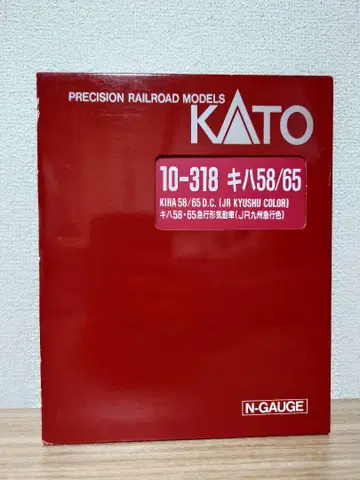 PRECISION RAILROAD MODELS
KATO
10-318 キハ58/65
KIHA 58/65 D.C. (JR KYUSHU COLOR)
キハ58・65急行形気動車(JR九州急行色)
N-GAUGE